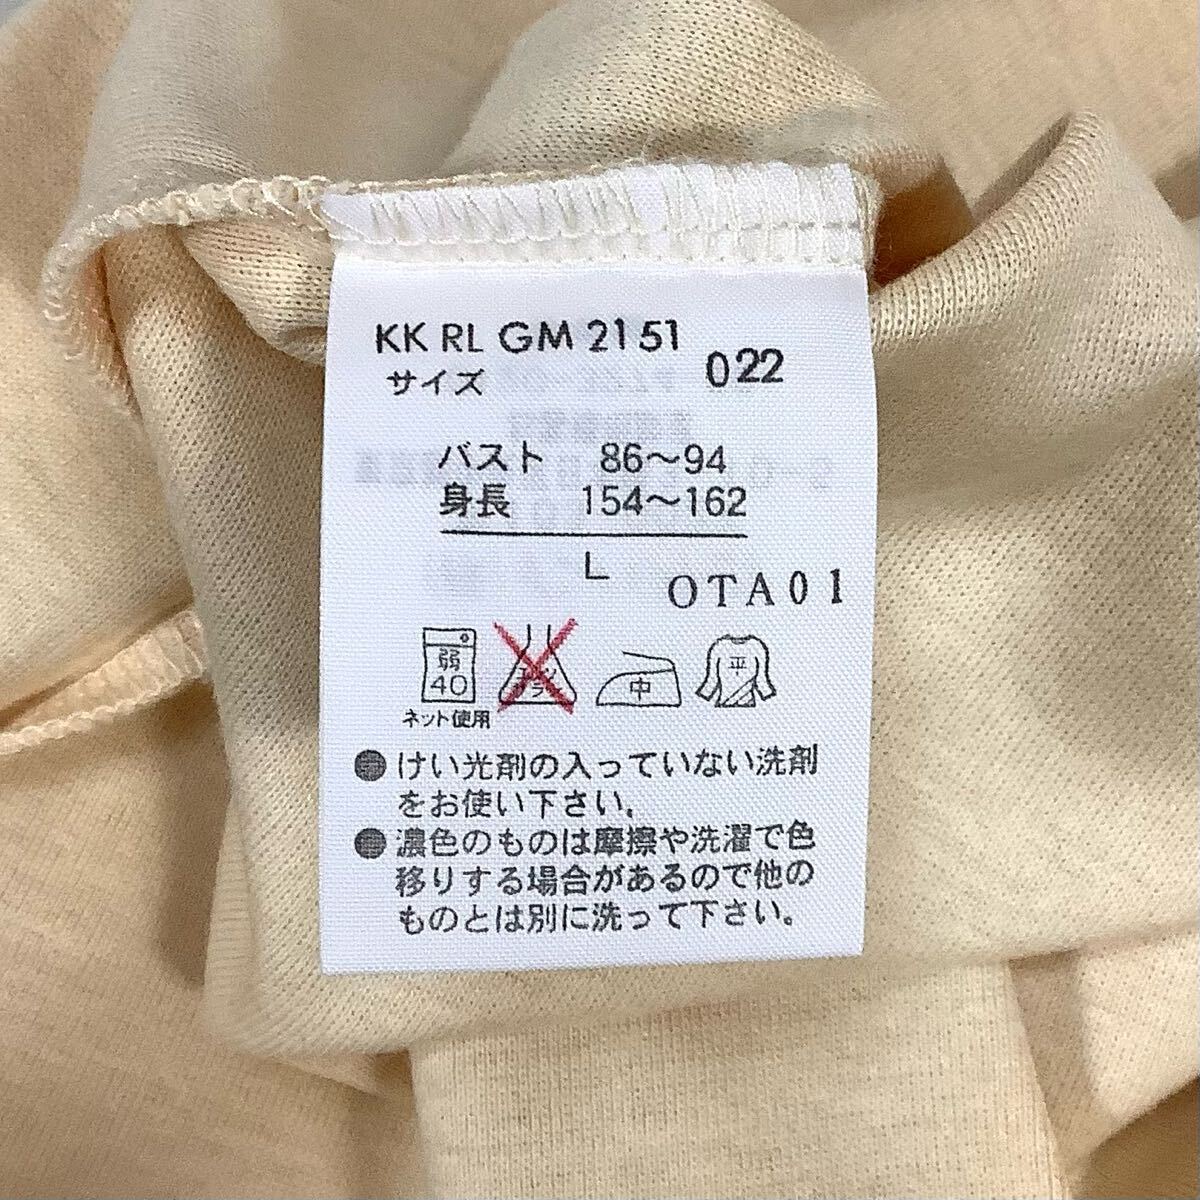 KK RL GM 2151
サイズ 022
バスト 86～94
身長 154～162
L
OTA01
弱
40
中
平
ネット使用
●けい光剤の入っていない洗剤
をお使い下さい。
●濃色のものは摩擦や洗濯で色
移りする場合があるので他の
ものとは別に洗って下さい。